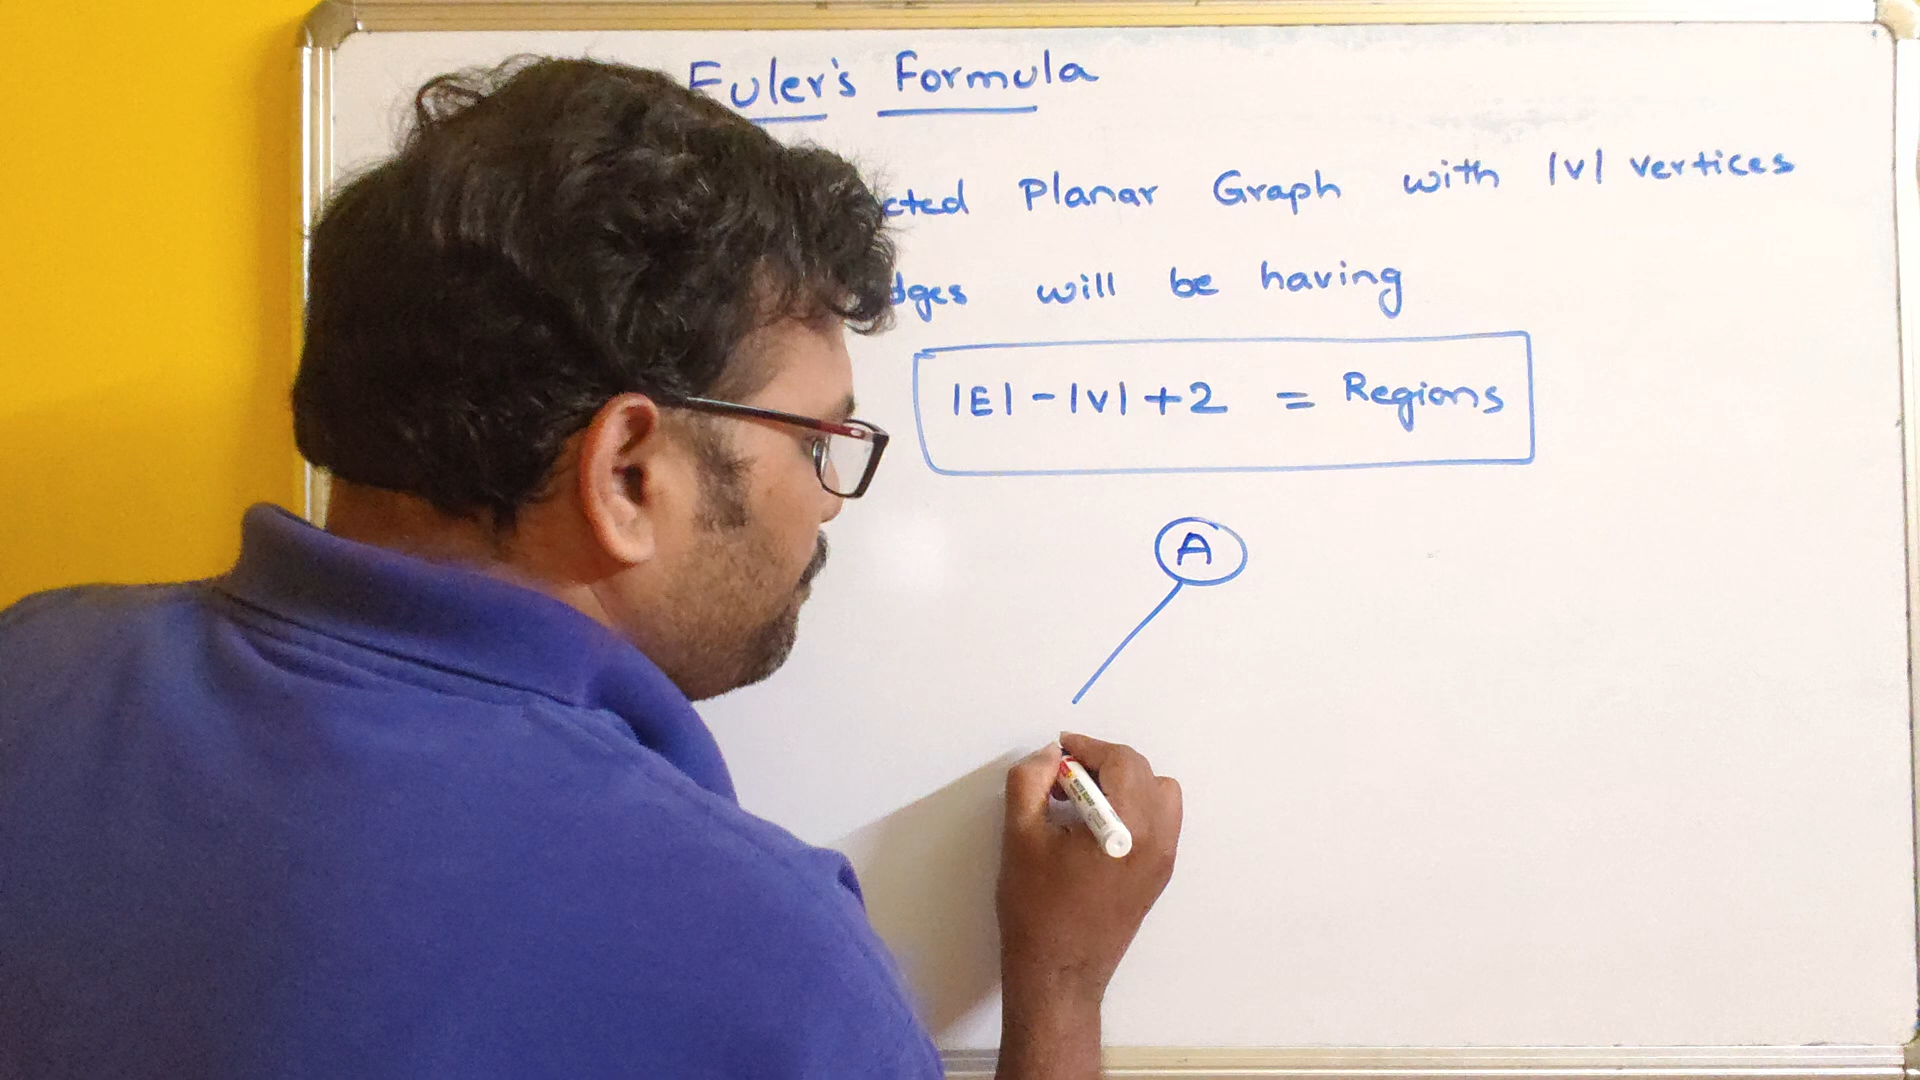 Euler's Formula
cted Planar Graph with |V| vertices
dges will be having
|E| - |V| + 2 = Regions
A